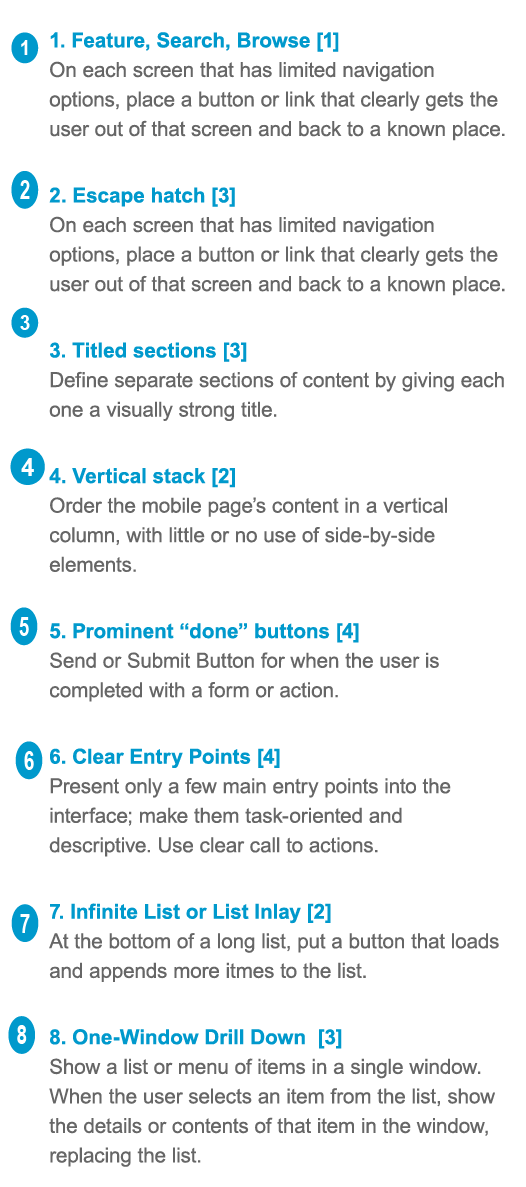 1
1. Feature, Search, Browse [1]
On each screen that has limited navigation
options, place a button or link that clearly gets the
user out of that screen and back to a known place.
2
2. Escape hatch [3]
On each screen that has limited navigation
options, place a button or link that clearly gets the
user out of that screen and back to a known place.
3
3. Titled sections [3]
Define separate sections of content by giving each
one a visually strong title.
4
4. Vertical stack [2]
Order the mobile page’s content in a vertical
column, with little or no use of side-by-side
elements.
5
5. Prominent “done” buttons [4]
Send or Submit Button for when the user is
completed with a form or action.
6
6. Clear Entry Points [4]
Present only a few main entry points into the
interface; make them task-oriented and
descriptive. Use clear call to actions.
7
7. Infinite List or List Inlay [2]
At the bottom of a long list, put a button that loads
and appends more itmes to the list.
8
8. One-Window Drill Down [3]
Show a list or menu of items in a single window.
When the user selects an item from the list, show
the details or contents of that item in the window,
replacing the list.